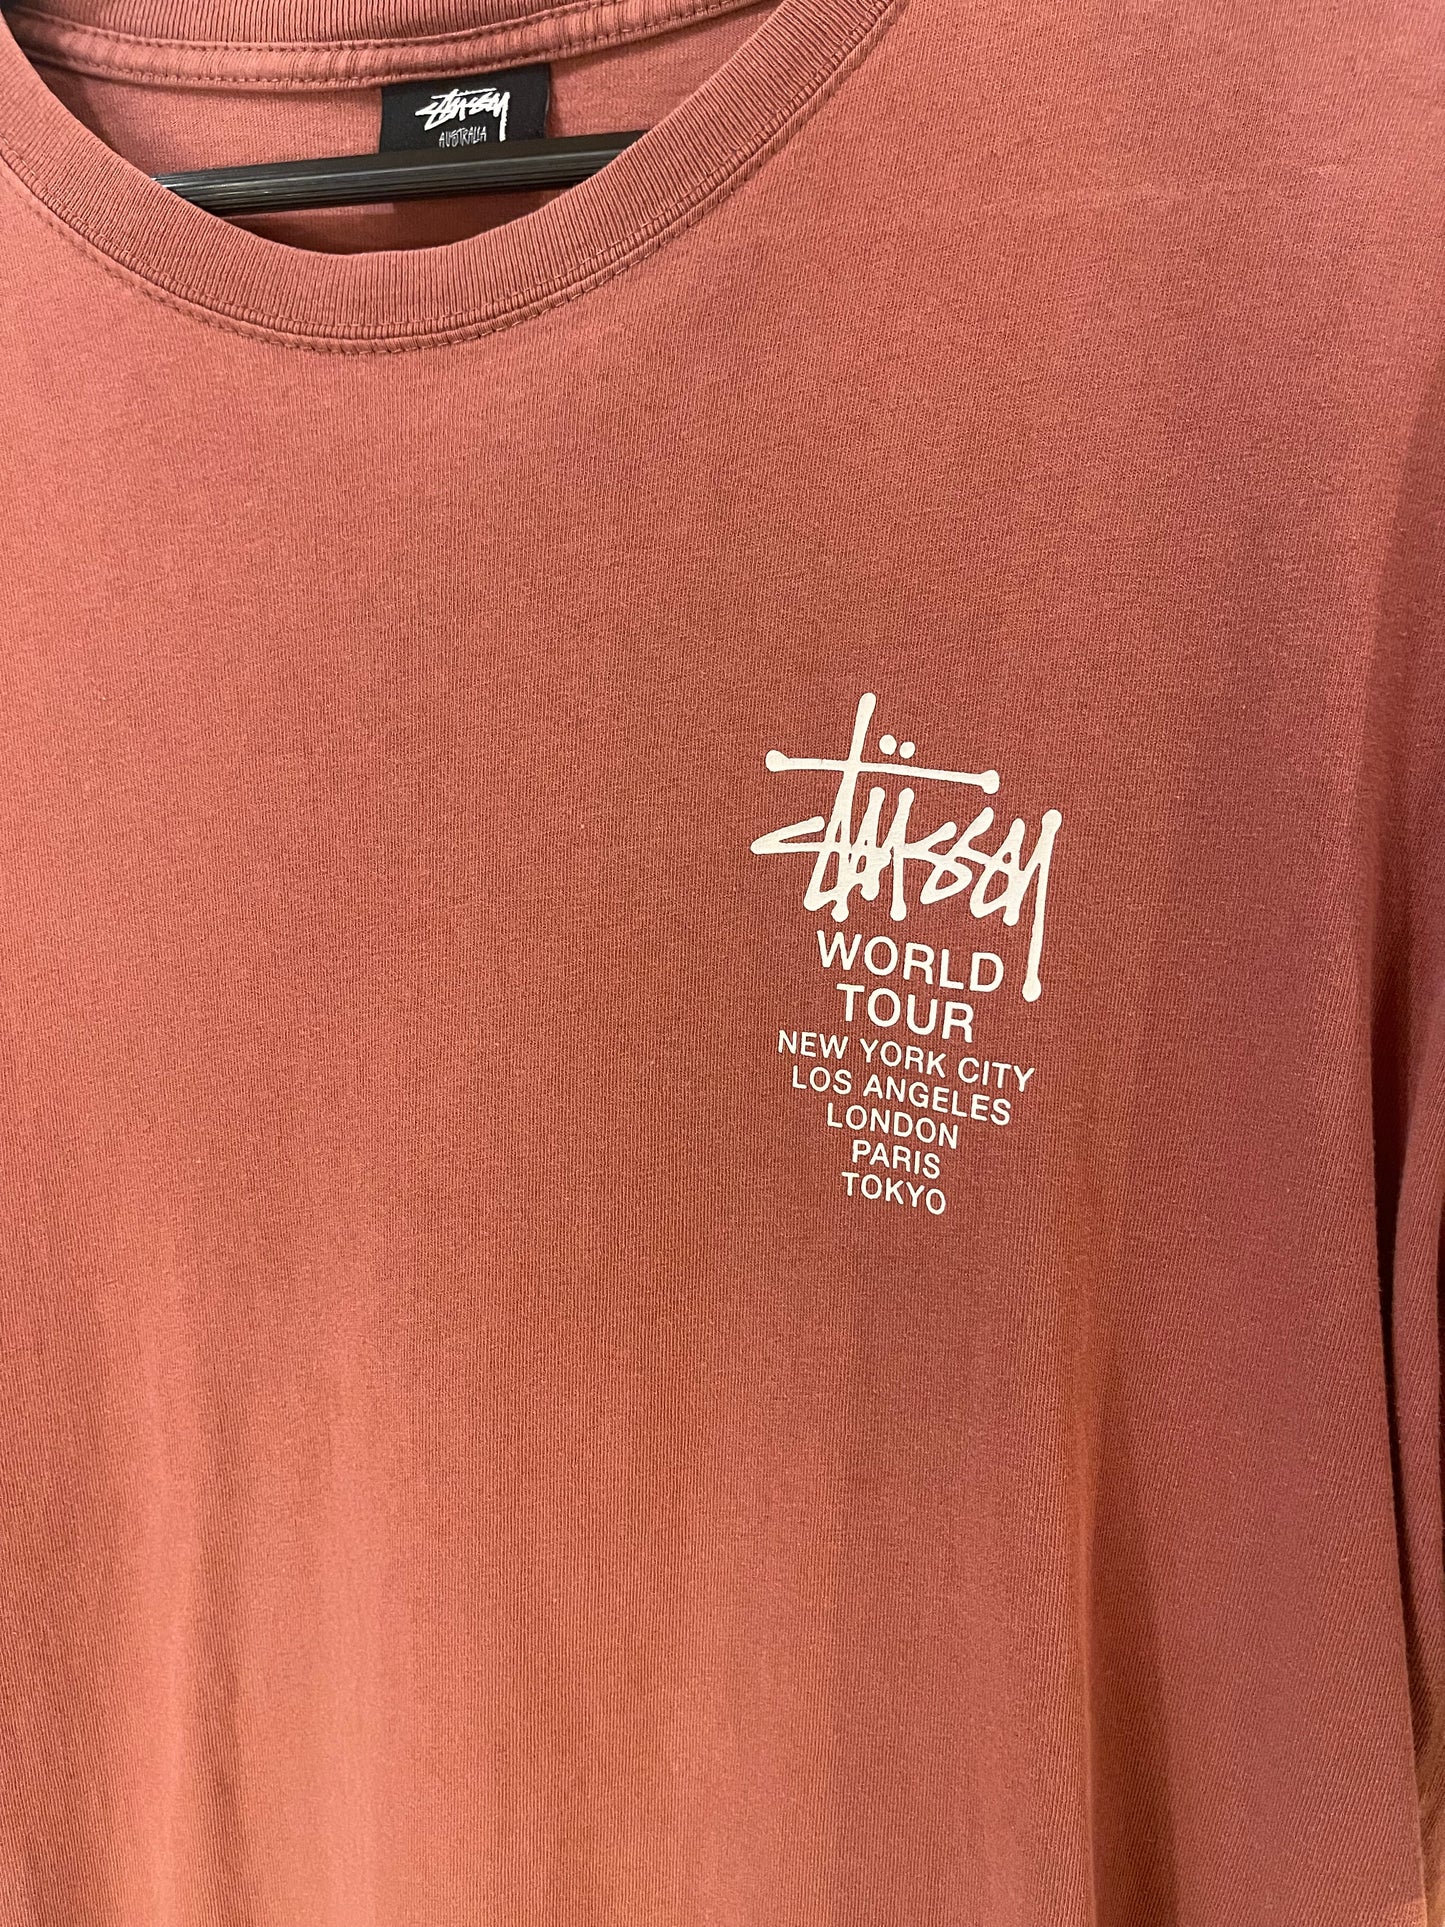 Stüssy
AUSTRALIA
Stüssy
WORLD
TOUR
NEW YORK CITY
LOS ANGELES
LONDON
PARIS
TOKYO